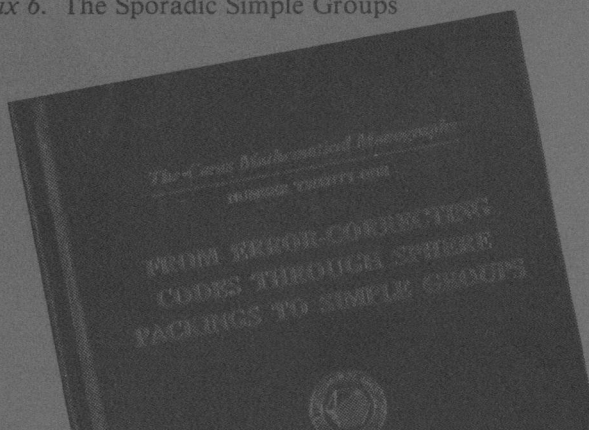 ix 6. The Sporadic Simple Groups
The Carus Mathematical Monographs
NUMBER TWENTY-ONE
FROM ERROR-CORRECTING
CODES THROUGH SPHERE
PACKINGS TO SIMPLE GROUPS